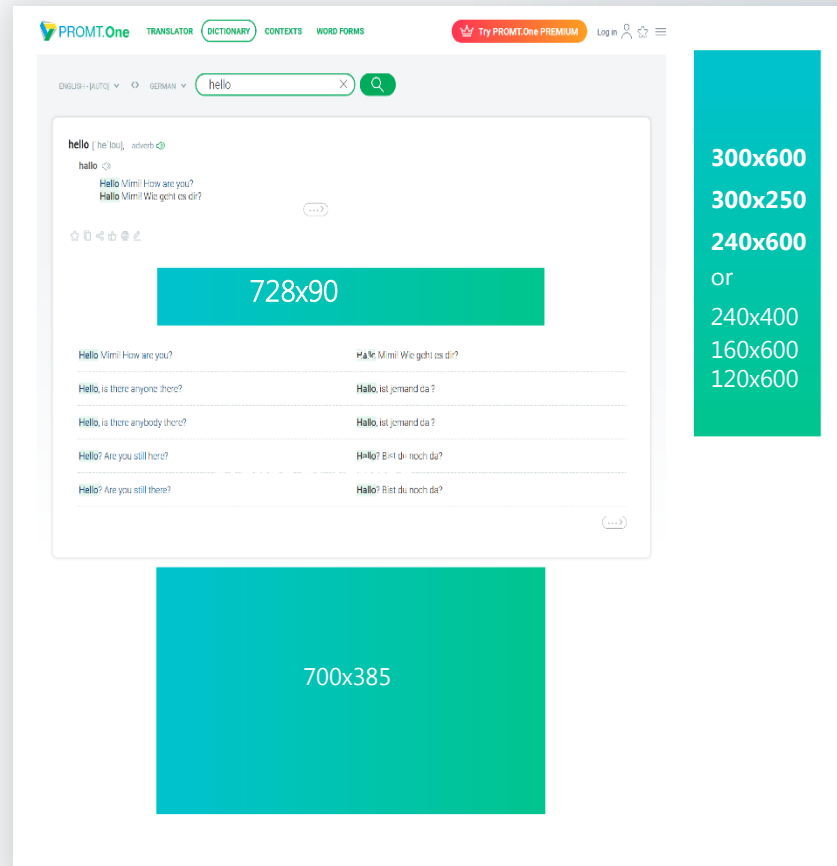 PROMT.One TRANSLATOR DICTIONARY CONTEXTS WORD FORMS Try PROMT.One PREMIUM Log in
ENGLISH - [AUTO] GERMAN hello
hello [ˈheˈləu], adverb
hallo
Hello Mimi! How are you?
Hallo Mimi! Wie geht es dir?
728x90
Hello Mimi! How are you? Hallo, Mimi! Wie geht es dir?
Hello, is there anyone there? Hallo, ist jemand da ?
Hello, is there anybody there? Hallo, ist jemand da ?
Hello? Are you still here? Hallo? Bist du noch da?
Hello? Are you still there? Hallo? Bist du noch da?
700x385
300x600
300x250
240x600
or
240x400
160x600
120x600